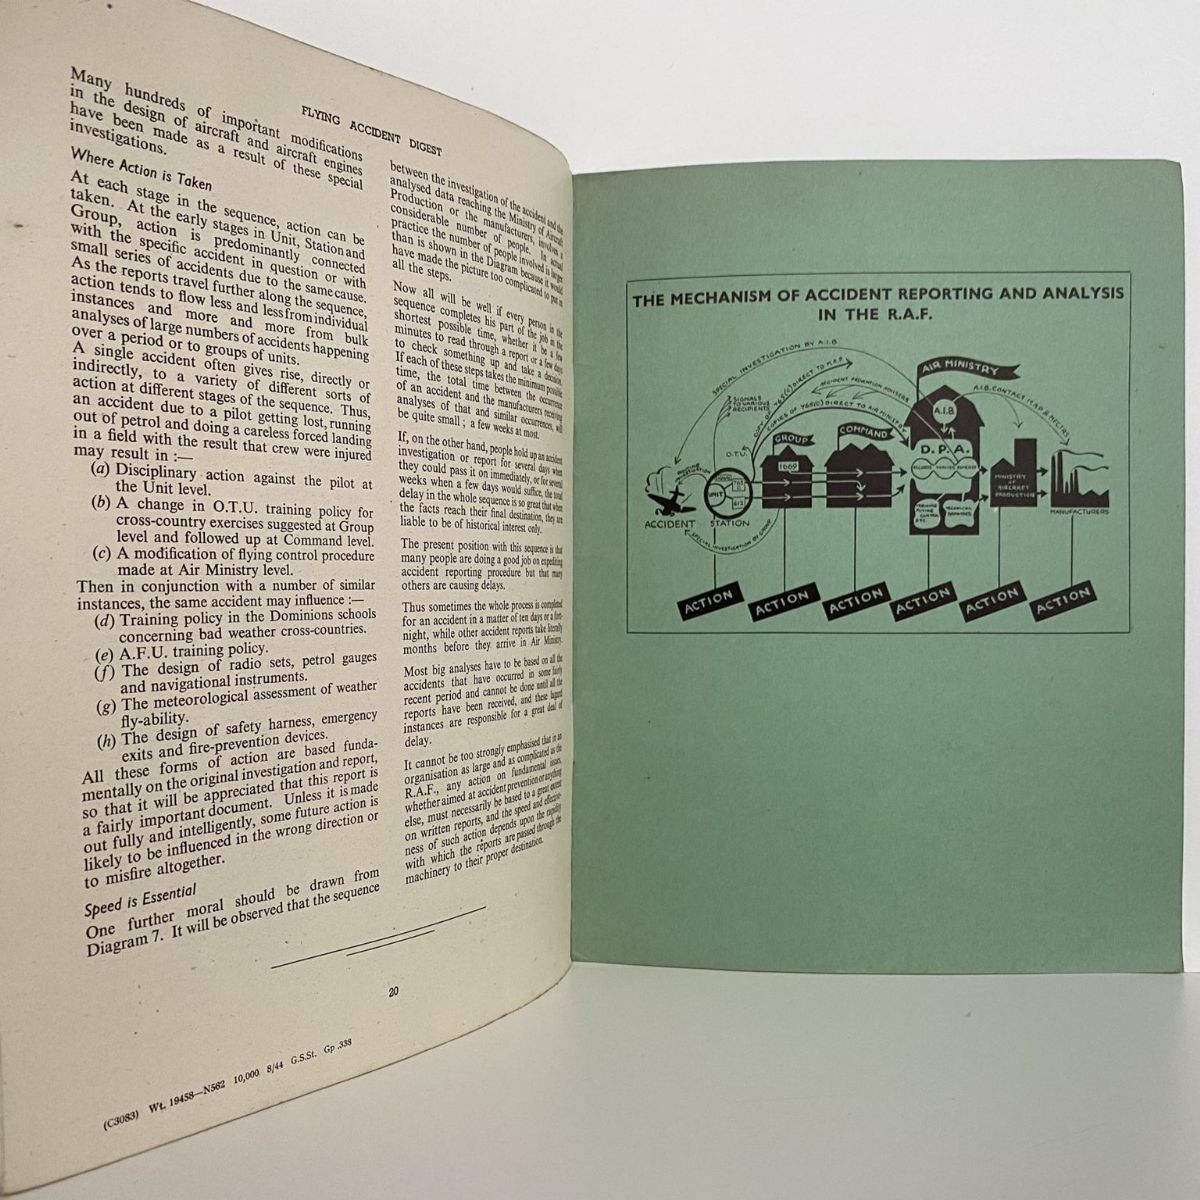 FLYING ACCIDENT DIGEST
Many hundreds of important modifications
in the design of aircraft and aircraft engines
have been made as a result of these special
investigations.
Where Action is Taken
At each stage in the sequence, action can be
taken. At the early stages in Unit, Station and
Group, action is predominantly connected
with the specific accident in question or with
small series of accidents due to the same cause.
As the reports travel further along the sequence,
action tends to flow less and less from individual
instances and more and more from bulk
analyses of large numbers of accidents happening
over a period or to groups of units.
A single accident often gives rise, directly or
indirectly, to a variety of different sorts of
action at different stages of the sequence. Thus,
an accident due to a pilot getting lost, running
out of petrol and doing a careless forced landing
in a field with the result that crew were injured
may result in :—
(a) Disciplinary action against the pilot at
the Unit level.
(b) A change in O.T.U. training policy for
cross-country exercises suggested at Group
level and followed up at Command level.
(c) A modification of flying control procedure
made at Air Ministry level.
Then in conjunction with a number of similar
instances, the same accident may influence :—
(d) Training policy in the Dominions schools
concerning bad weather cross-countries.
(e) A.F.U. training policy.
(f) The design of radio sets, petrol gauges
and navigational instruments.
(g) The meteorological assessment of weather
fly-ability.
(h) The design of safety harness, emergency
exits and fire-prevention devices.
All these forms of action are based funda-
mentally on the original investigation and report,
so that it will be appreciated that this report is
a fairly important document. Unless it is made
out fully and intelligently, some future action is
likely to be influenced in the wrong direction or
to misfire altogether.
Speed is Essential
One further moral should be drawn from
Diagram 7. It will be observed that the sequence
between the investigation of the accident and the
analysed data reaching the Ministry of Aircraft
Production or the manufacturers, involves a
considerable number of people. In actual
practice the number of people involved is larger
than is shown in the Diagram because it would
have made the picture too complicated to put in
all the steps.
Now all will be well if every person in the
sequence completes his part of the job in the
shortest possible time, whether it be a few
minutes to read through a report or a few days
to check something up and take a decision.
If each of these steps takes the minimum possible
time, the total time between the occurrence
of an accident and the manufacturers receiving
analyses of that and similar occurrences, will
be quite small ; a few weeks at most.
If, on the other hand, people hold up an accident
investigation or report for several days when
they could pass it on immediately, or for several
weeks when a few days would suffice, the total
delay in the whole sequence is so great that when
the facts reach their final destination, they are
liable to be of historical interest only.
The present position with this sequence is that
many people are doing a good job on expediting
accident reporting procedure but that many
others are causing delays.
Thus sometimes the whole process is completed
for an accident in a matter of ten days or a fort-
night, while other accident reports take literally
months before they arrive in Air Ministry.
Most big analyses have to be based on all the
accidents that have occurred in some fairly
recent period and cannot be done until all the
reports have been received, and these laggard
instances are responsible for a great deal of
delay.
It cannot be too strongly emphasised that in an
organisation as large and as complicated as the
R.A.F., any action on fundamental issues,
whether aimed at accident prevention or anything
else, must necessarily be based to a great extent
on written reports, and the speed and effective-
ness of such action depends upon the rapidity
with which the reports are passed through the
machinery to their proper destination.
20
(C3083) Wt. 19458—N562 10,000 8/44 G.S.St. Gp .338
THE MECHANISM OF ACCIDENT REPORTING AND ANALYSIS
IN THE R.A.F.
SPECIAL INVESTIGATION BY A.I.B.
AIR MINISTRY
A.I.B. CONTACT M.A.P. & MFCTRS.
SIGNALS
TO VARIOUS
RECIPIENTS
ACCIDENT PREVENTION ADVISERS
COPIES OF 765(C) DIRECT TO AIR MINISTRY
O.T.U.
GROUP
COMMAND
A.I.B.
D.P.A.
1669
UNIT
MINISTRY
OF
AIRCRAFT
PRODUCTION
MANUFACTURERS
ACCIDENT
STATION
SPECIAL INVESTIGATION BY GROUP
ACTION
ACTION
ACTION
ACTION
ACTION
ACTION